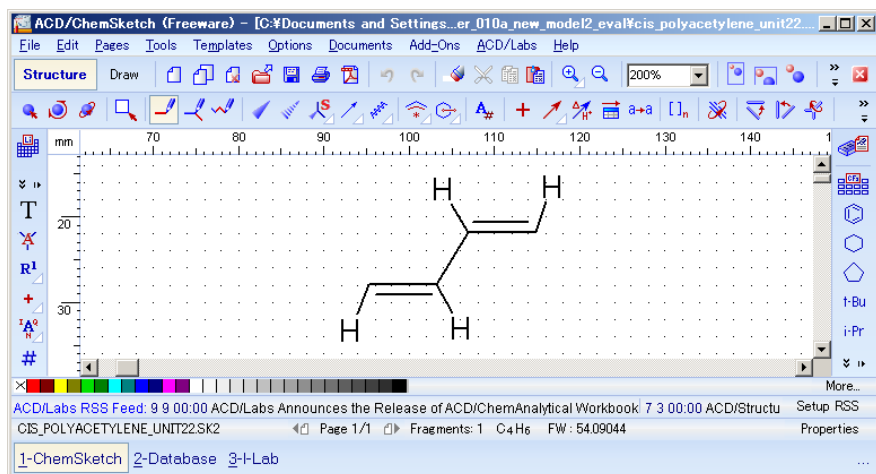 ACD/ChemSketch (Freeware) - [C:¥Documents and Settings...er_010a_new_model2_eval¥cis_polyacetylene_unit22....
File Edit Pages Tools Templates Options Documents Add-Ons ACD/Labs Help
Structure Draw 200%
S A# H+ a→a [ ]n
mm 70 80 90 100 110 120 130 140 1
H H
T
20
A
R1
t-Bu
30
H H
i-Pr
#
More...
ACD/Labs RSS Feed: 9 9 00:00 ACD/Labs Announces the Release of ACD/ChemAnalytical Workbook 7 3 00:00 ACD/Structu Setup RSS
CIS_POLYACETYLENE_UNIT22.SK2 Page 1/1 Fragments: 1 C4H6 FW : 54.09044 Properties
1-ChemSketch 2-Database 3-I-Lab ...